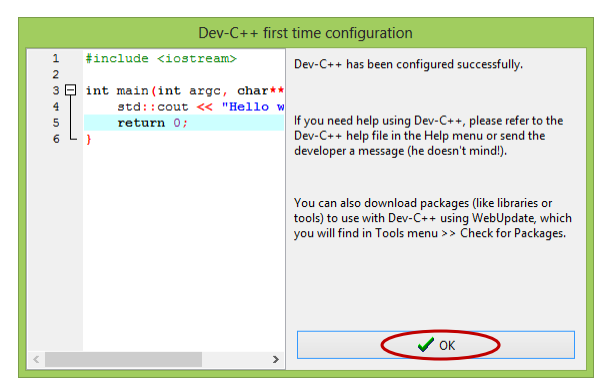 Dev-C++ first time configuration
1 #include <iostream>
2
3 int main(int argc, char**
4 std::cout << "Hello w
5 return 0;
6 }
Dev-C++ has been configured successfully.
If you need help using Dev-C++, please refer to the
Dev-C++ help file in the Help menu or send the
developer a message (he doesn't mind!).
You can also download packages (like libraries or
tools) to use with Dev-C++ using WebUpdate, which
you will find in Tools menu >> Check for Packages.
OK